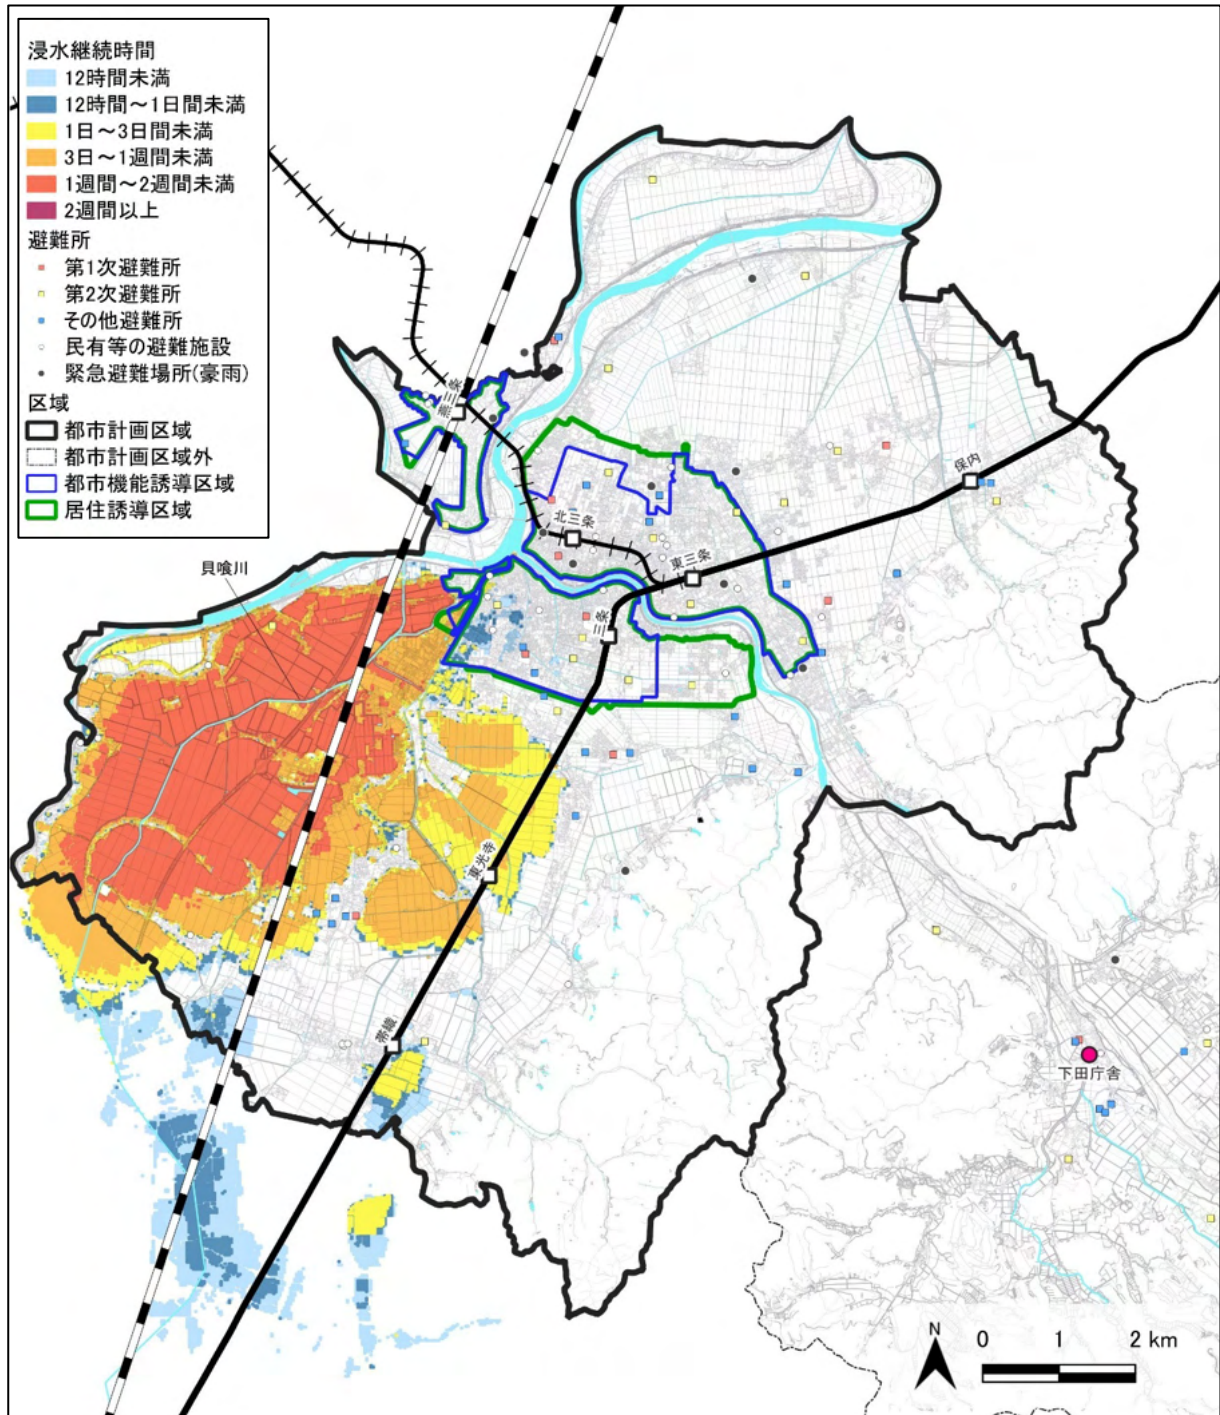 浸水継続時間
12時間未満
12時間～1日間未満
1日～3日間未満
3日～1週間未満
1週間～2週間未満
2週間以上
避難所
第1次避難所
第2次避難所
その他避難所
民有等の避難施設
緊急避難場所(豪雨)
区域
都市計画区域
都市計画区域外
都市機能誘導区域
居住誘導区域
燕三条
保内
北三条
東三条
貝喰川
三条
東光寺
帯織
下田庁舎
N
0 1 2 km